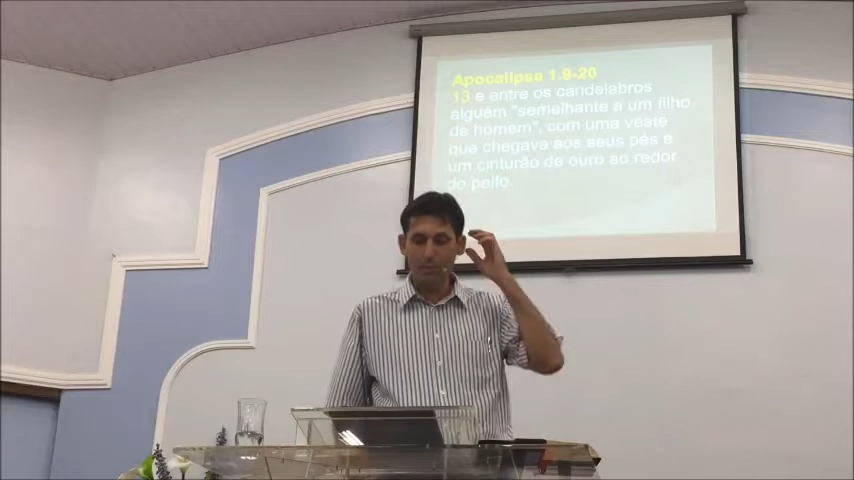 Apocalipse 1.9-20
13 e entre os candelabros
alguém "semelhante a um filho
de homem", com uma veste
que chegava aos seus pés e
um cinturão de ouro ao redor
do peito.